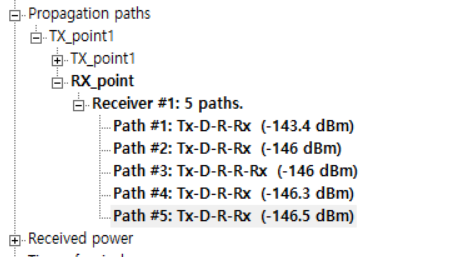 Propagation paths
TX_point1
TX_point1
RX_point
Receiver #1: 5 paths.
Path #1: Tx-D-R-Rx (-143.4 dBm)
Path #2: Tx-D-R-Rx (-146 dBm)
Path #3: Tx-D-R-R-Rx (-146 dBm)
Path #4: Tx-D-R-Rx (-146.3 dBm)
Path #5: Tx-D-R-Rx (-146.5 dBm)
Received power